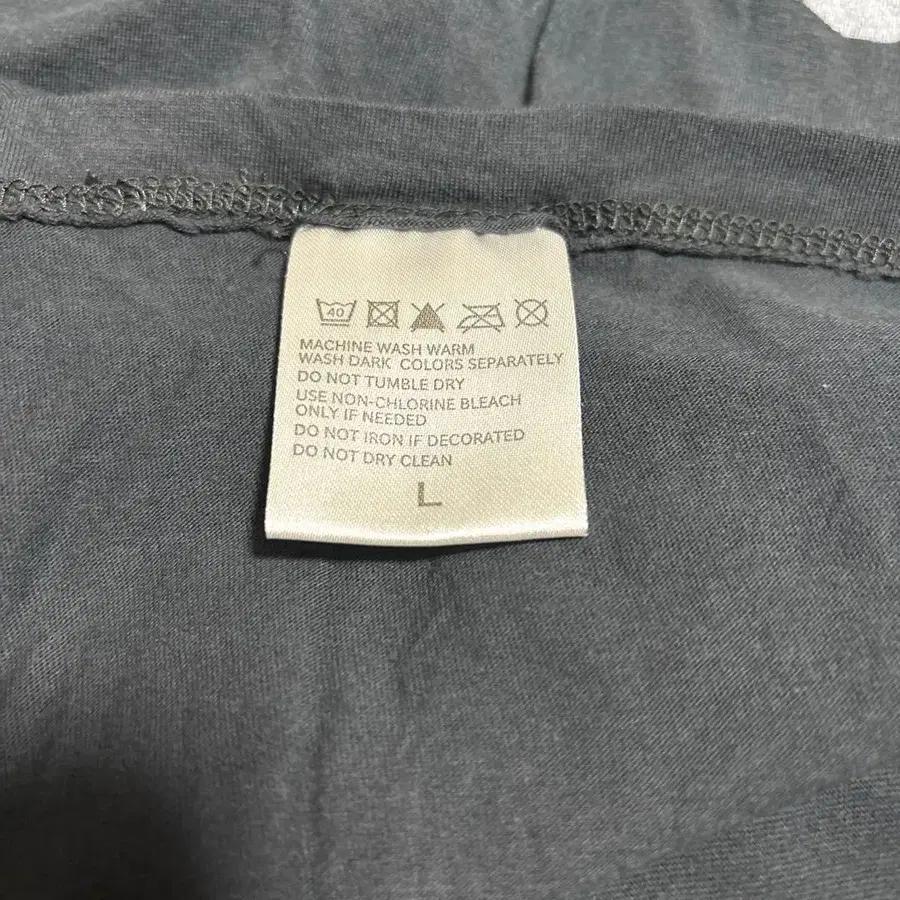 40
MACHINE WASH WARM
WASH DARK COLORS SEPARATELY
DO NOT TUMBLE DRY
USE NON-CHLORINE BLEACH
ONLY IF NEEDED
DO NOT IRON IF DECORATED
DO NOT DRY CLEAN
L